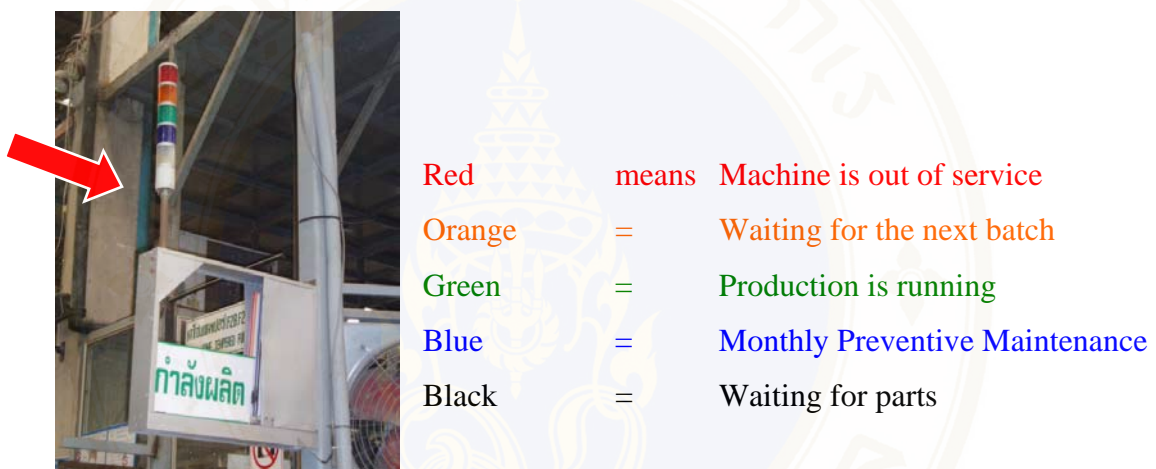 กำลังผลิต
Red means Machine is out of service
Orange = Waiting for the next batch
Green = Production is running
Blue = Monthly Preventive Maintenance
Black = Waiting for parts